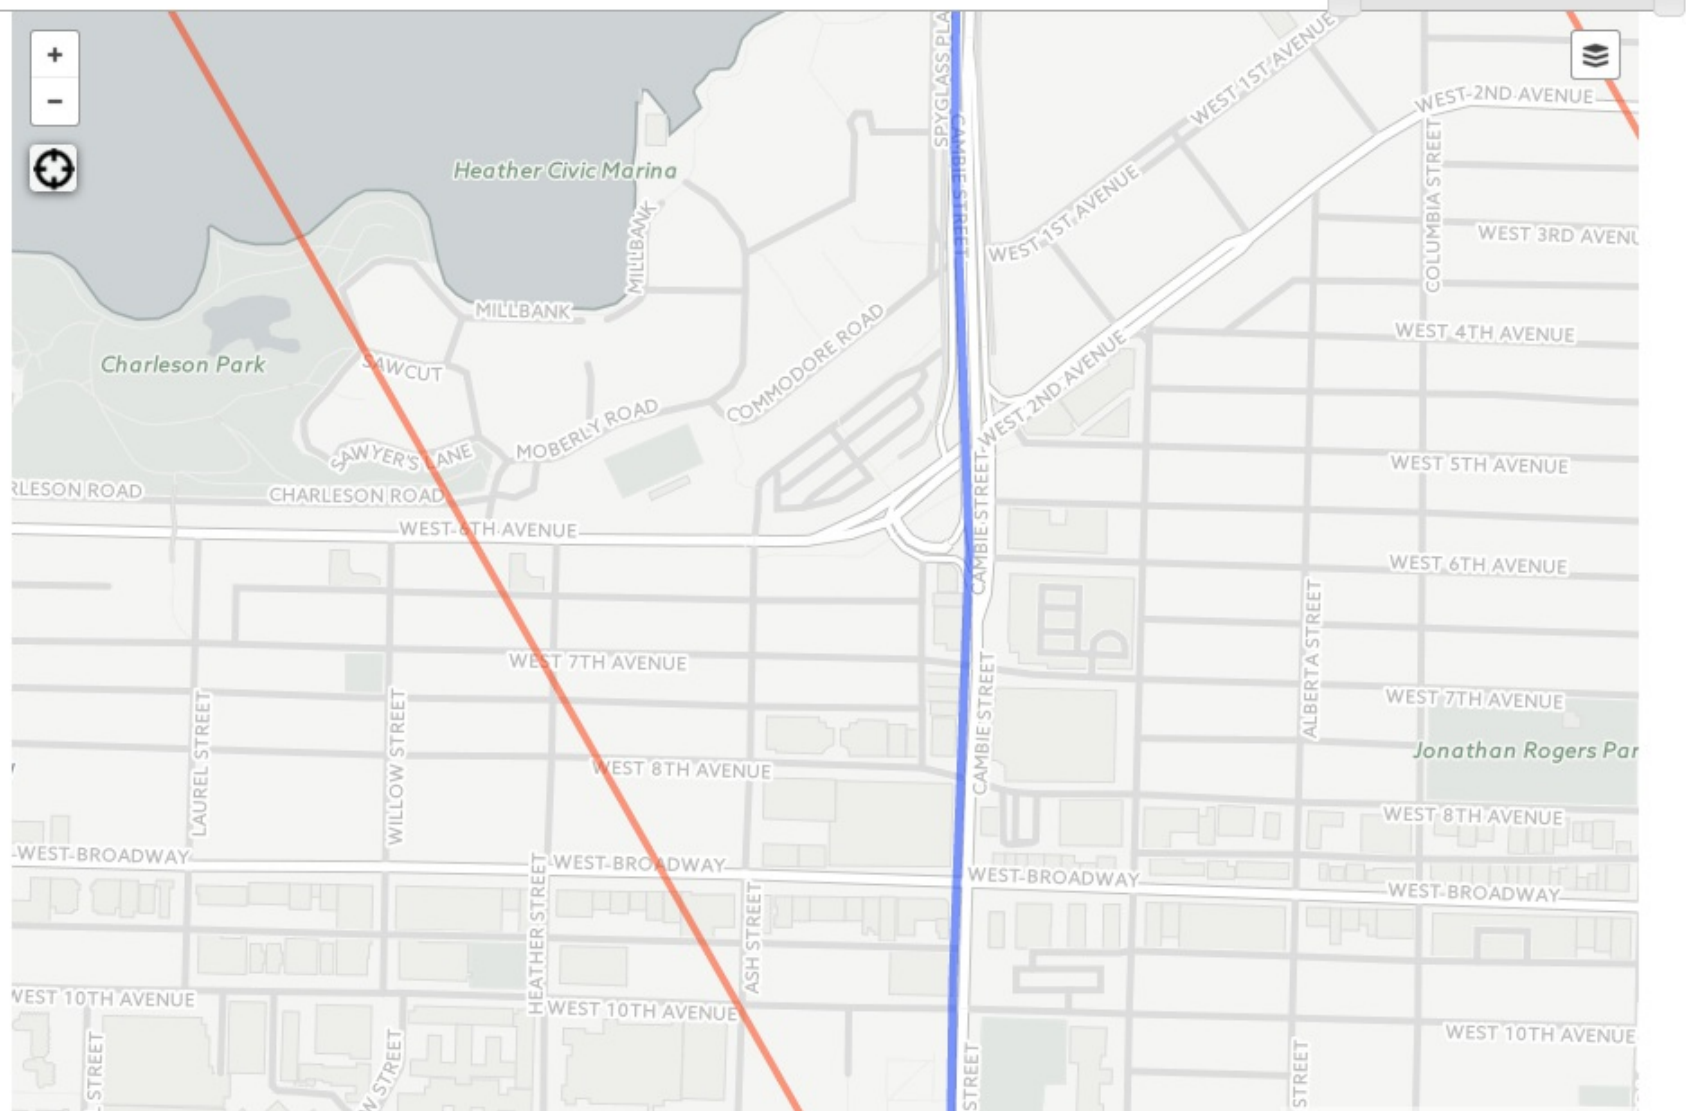 +
−
SPYGLASS PLA
CAMBIE STREET
WEST 1ST AVENUE
WEST 2ND AVENUE
Heather Civic Marina
COLUMBIA STREET
MILLBANK
WEST 1ST AVENUE
WEST 3RD AVENU
MILLBANK
WEST 4TH AVENUE
Charleson Park
SAWCUT
COMMODORE ROAD
WEST 2ND AVENUE
MOBERLY ROAD
SAWYER'S LANE
WEST 5TH AVENUE
RLESON ROAD
CHARLESON ROAD
WEST 6TH AVENUE
CAMBIE STREET
WEST 6TH AVENUE
ALBERTA STREET
WEST 7TH AVENUE
WEST 7TH AVENUE
LAUREL STREET
WILLOW STREET
CAMBIE STREET
Jonathan Rogers Par
WEST 8TH AVENUE
WEST 8TH AVENUE
WEST BROADWAY
WEST BROADWAY
WEST BROADWAY
WEST BROADWAY
HEATHER STREET
ASH STREET
WEST 10TH AVENUE
WEST 10TH AVENUE
WEST 10TH AVENUE
STREET
W STREET
STREET
STREET